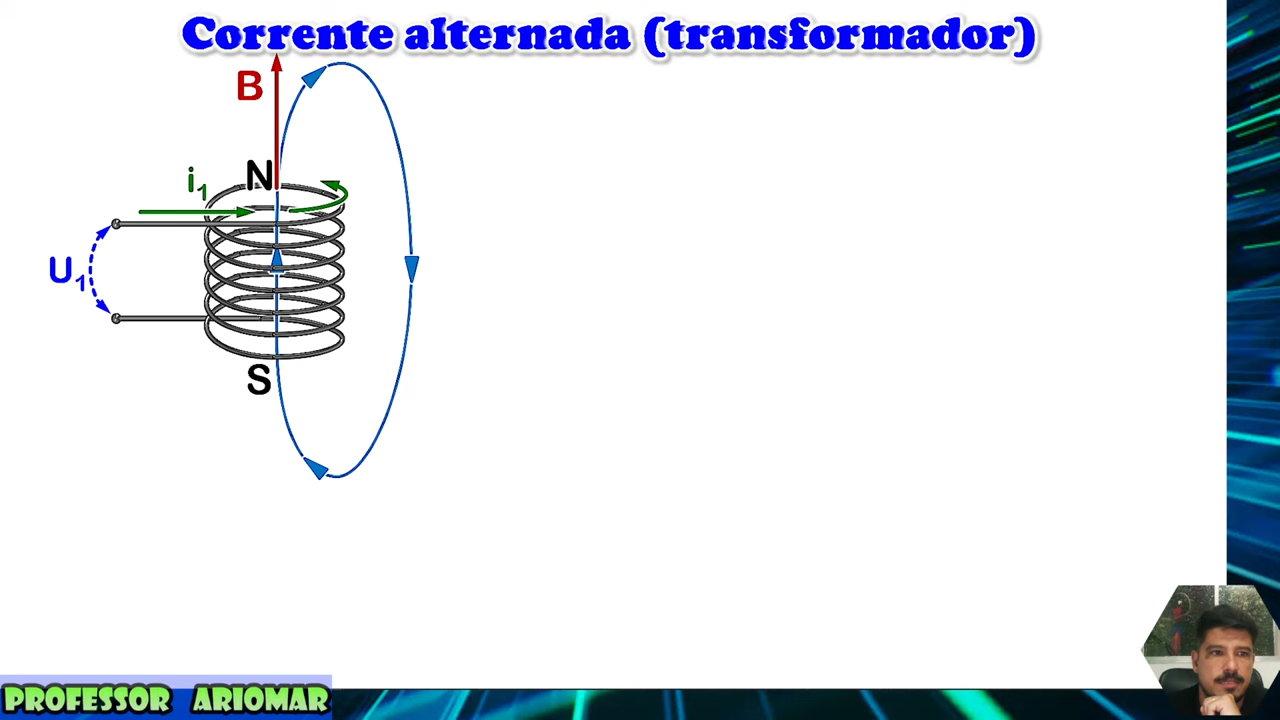 Corrente alternada (transformador)
B
N
i₁
U₁
S
PROFESSOR ARIOMAR